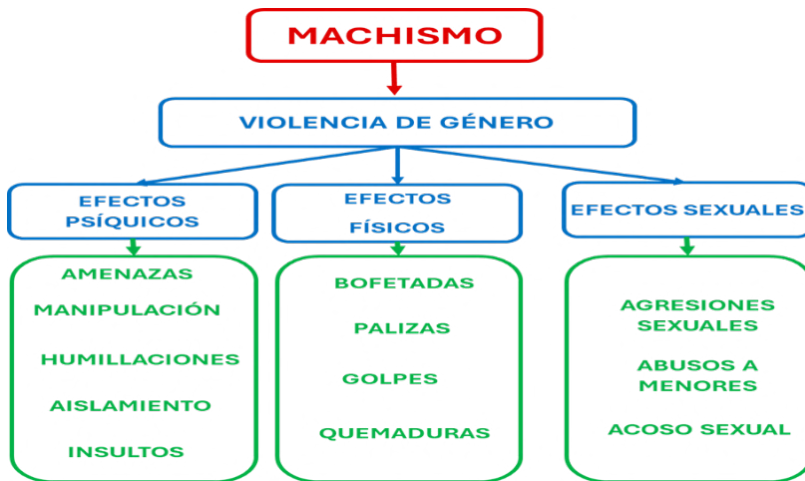 MACHISMO
VIOLENCIA DE GÉNERO
EFECTOS
PSÍQUICOS
EFECTOS
FÍSICOS
EFECTOS SEXUALES
AMENAZAS
MANIPULACIÓN
HUMILLACIONES
AISLAMIENTO
INSULTOS
BOFETADAS
PALIZAS
GOLPES
QUEMADURAS
AGRESIONES
SEXUALES
ABUSOS A
MENORES
ACOSO SEXUAL